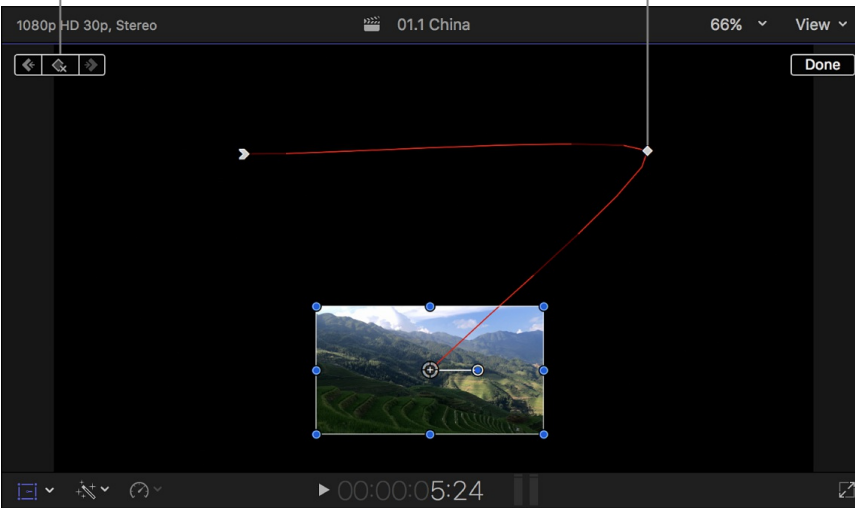 1080p HD 30p, Stereo
01.1 China
66%
View
Done
00:00:05:24